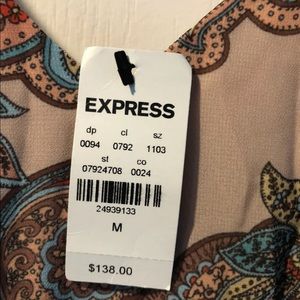 EXPRESS
dp cl sz
0094 0792 1103
st co
07924708 0024
24939133
M
$138.00